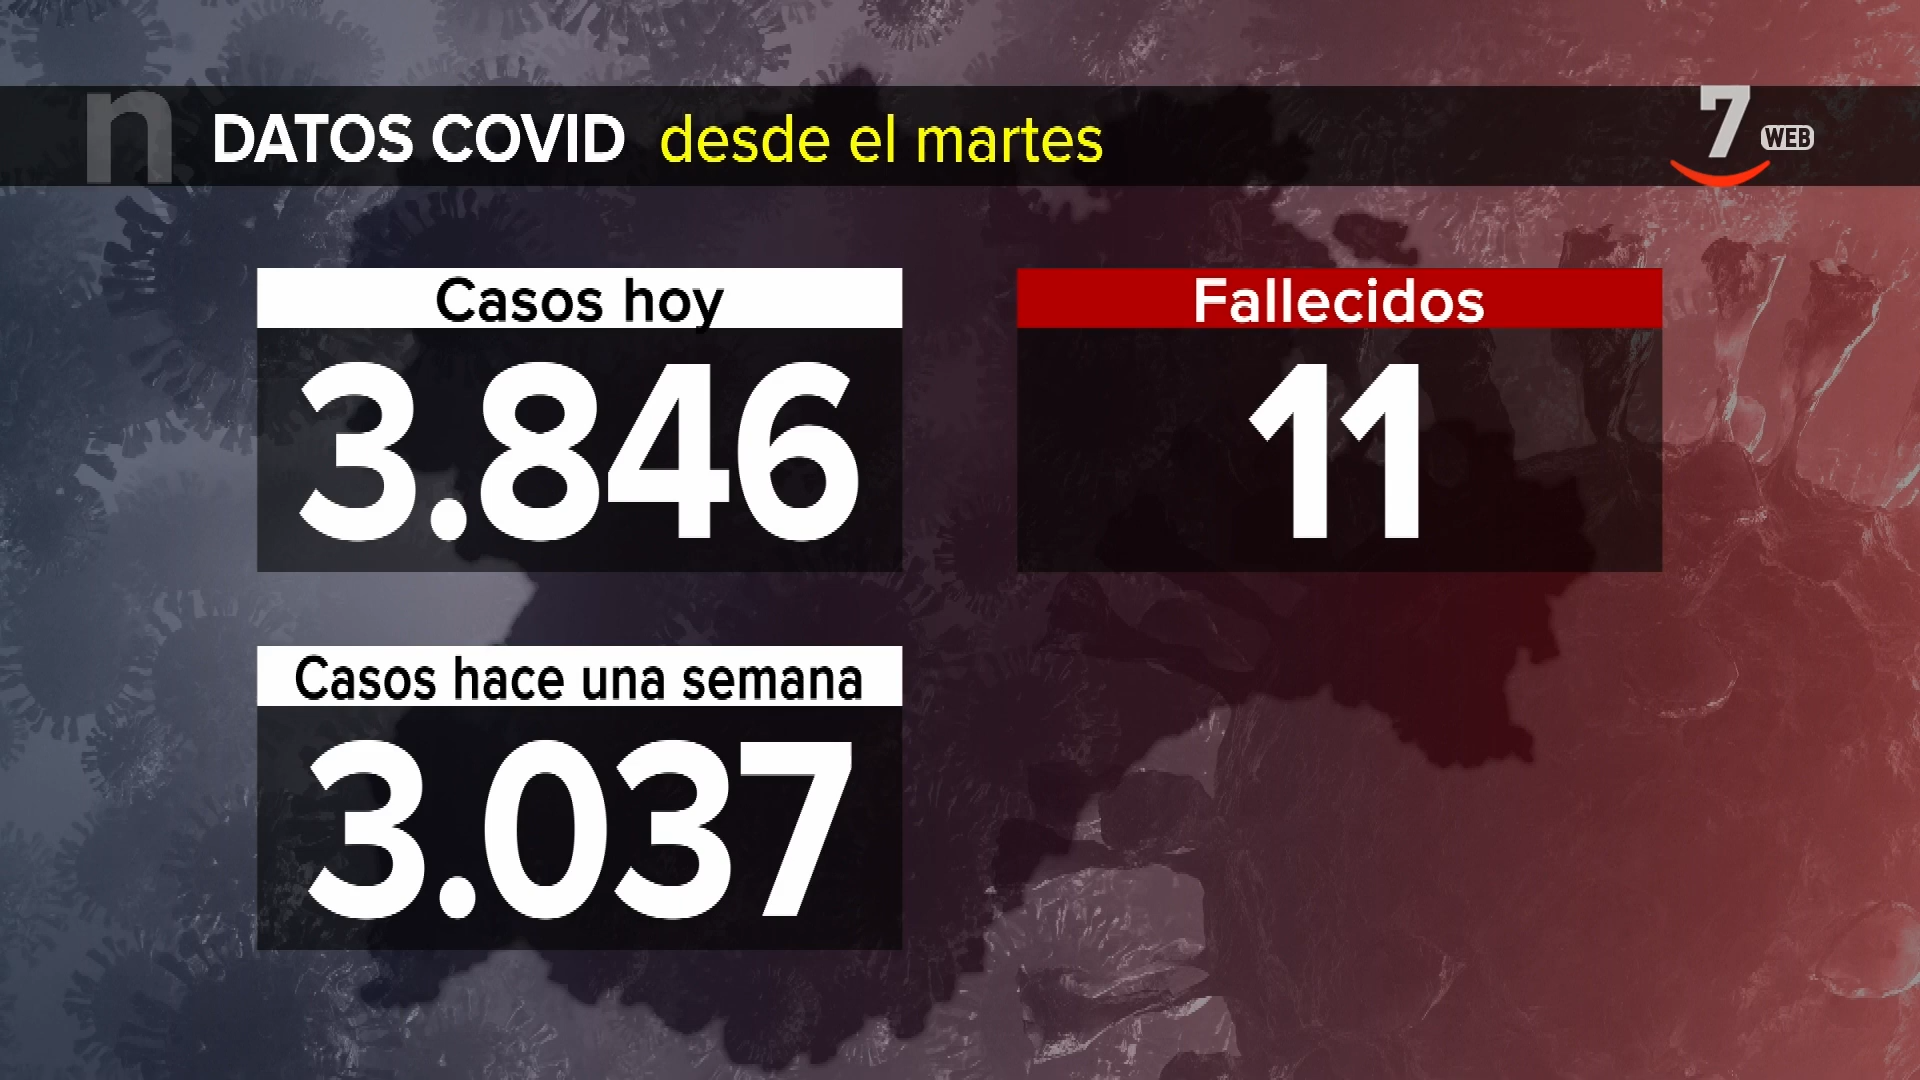 n DATOS COVID desde el martes
7 WEB
Casos hoy
3.846
Fallecidos
11
Casos hace una semana
3.037